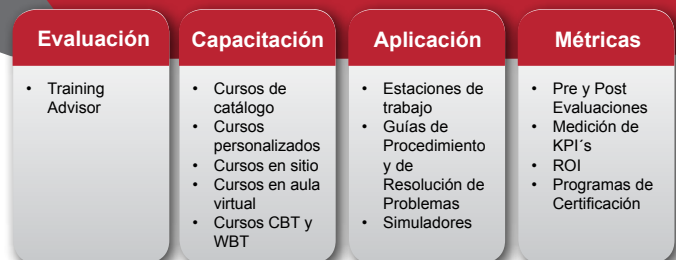 Evaluación
• Training
Advisor
Capacitación
• Cursos de
catálogo
• Cursos
personalizados
• Cursos en sitio
• Cursos en aula
virtual
• Cursos CBT y
WBT
Aplicación
• Estaciones de
trabajo
• Guías de
Procedimiento
y de
Resolución de
Problemas
• Simuladores
Métricas
• Pre y Post
Evaluaciones
• Medición de
KPI´s
• ROI
• Programas de
Certificación